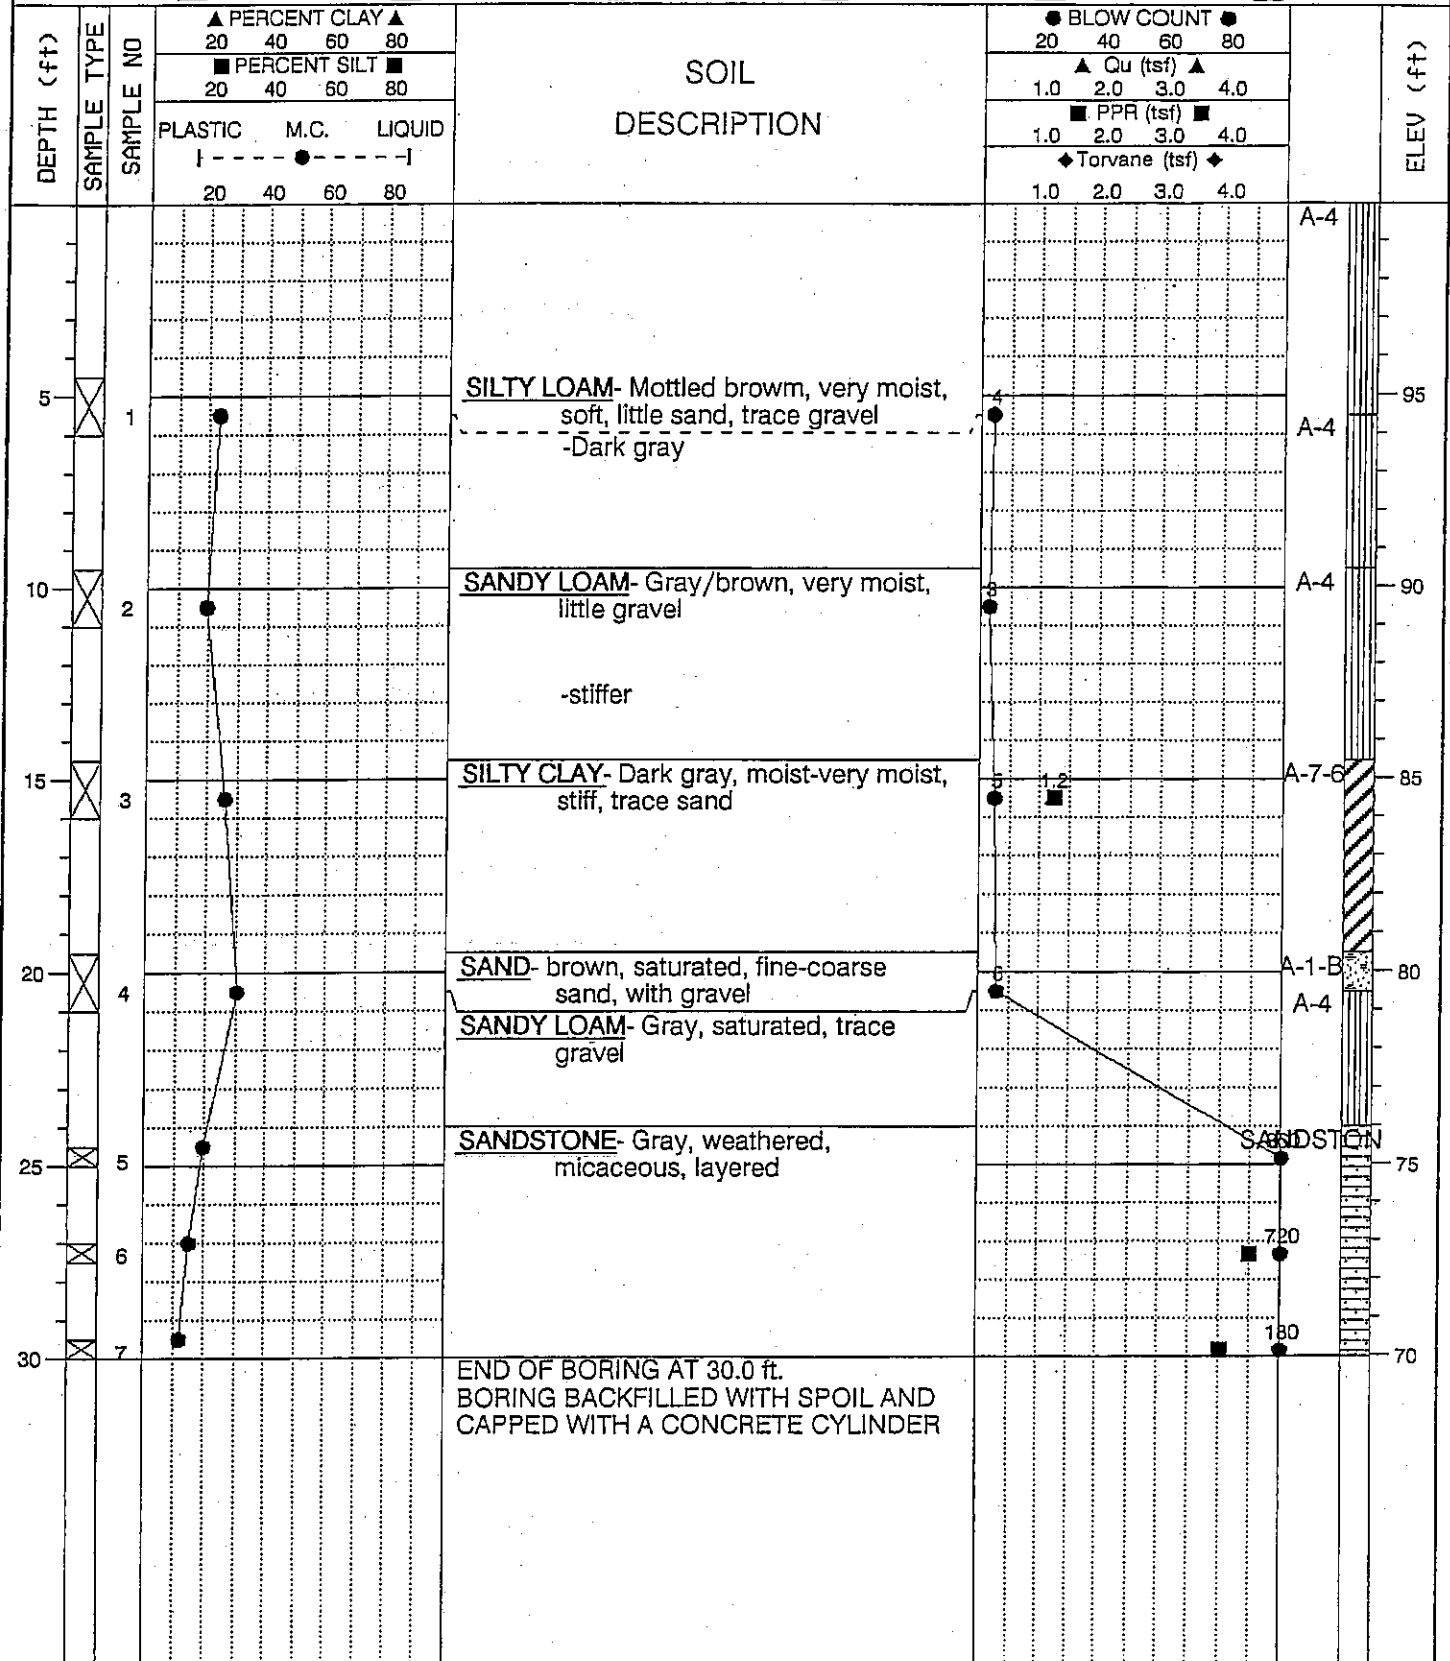 DEPTH (ft)
SAMPLE TYPE
SAMPLE NO
▲ PERCENT CLAY ▲
20 40 60 80
■ PERCENT SILT ■
20 40 60 80
PLASTIC M.C. LIQUID
20 40 60 80
SOIL
DESCRIPTION
● BLOW COUNT ●
20 40 60 80
▲ Qu (tsf) ▲
1.0 2.0 3.0 4.0
■ PPR (tsf) ■
1.0 2.0 3.0 4.0
◆ Torvane (tsf) ◆
1.0 2.0 3.0 4.0
ELEV (ft)
A-4
5
1
SILTY LOAM- Mottled browm, very moist,
soft, little sand, trace gravel
-Dark gray
4
A-4
95
10
2
SANDY LOAM- Gray/brown, very moist,
little gravel
-stiffer
3
A-4
90
15
3
SILTY CLAY- Dark gray, moist-very moist,
stiff, trace sand
5
1.2
A-7-6
85
20
4
SAND- brown, saturated, fine-coarse
sand, with gravel
SANDY LOAM- Gray, saturated, trace
gravel
A-1-B
A-4
80
25
5
SANDSTONE- Gray, weathered,
micaceous, layered
SANDSTON
75
6
720
30
7
180
70
END OF BORING AT 30.0 ft.
BORING BACKFILLED WITH SPOIL AND
CAPPED WITH A CONCRETE CYLINDER